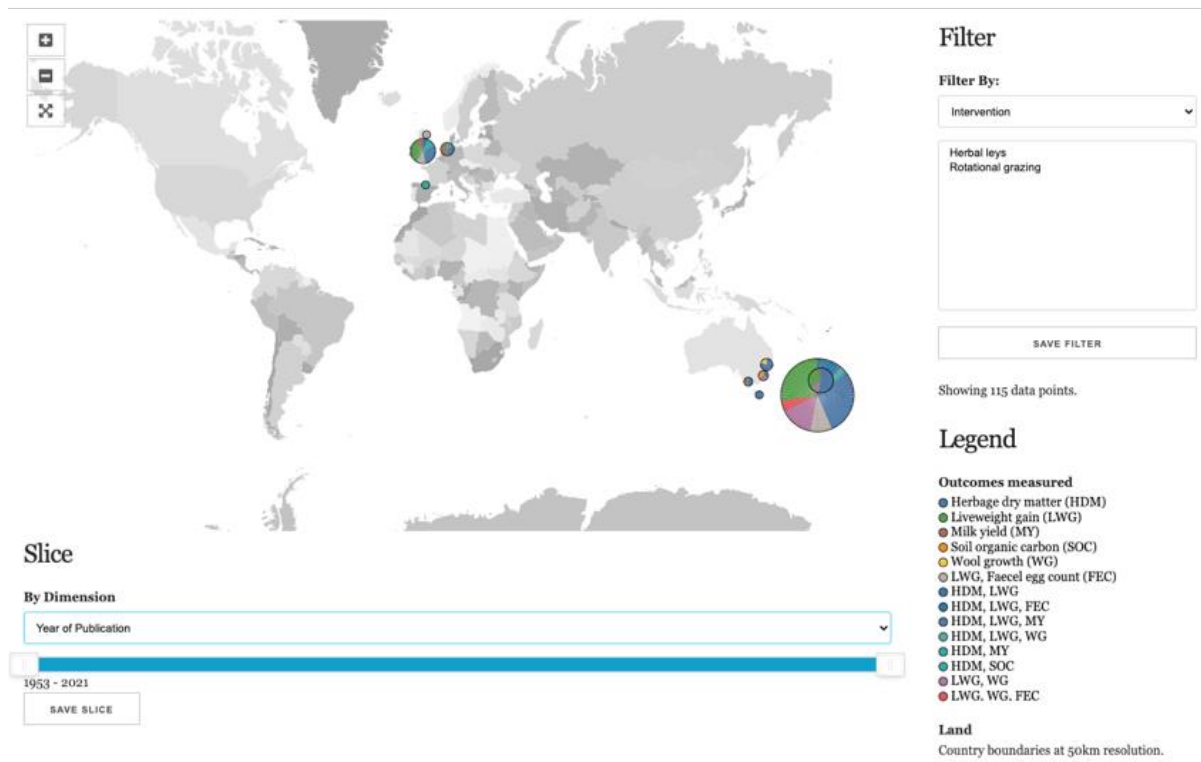 Filter
Filter By:
Intervention
Herbal leys
Rotational grazing
SAVE FILTER
Showing 115 data points.
Legend
Outcomes measured
Herbage dry matter (HDM)
Liveweight gain (LWG)
Milk yield (MY)
Soil organic carbon (SOC)
Wool growth (WG)
LWG, Faecel egg count (FEC)
HDM, LWG
HDM, LWG, FEC
HDM, LWG, MY
HDM, LWG, WG
HDM, MY
HDM, SOC
LWG, WG
LWG. WG. FEC
Land
Country boundaries at 50km resolution.
Slice
By Dimension
Year of Publication
1953 - 2021
SAVE SLICE